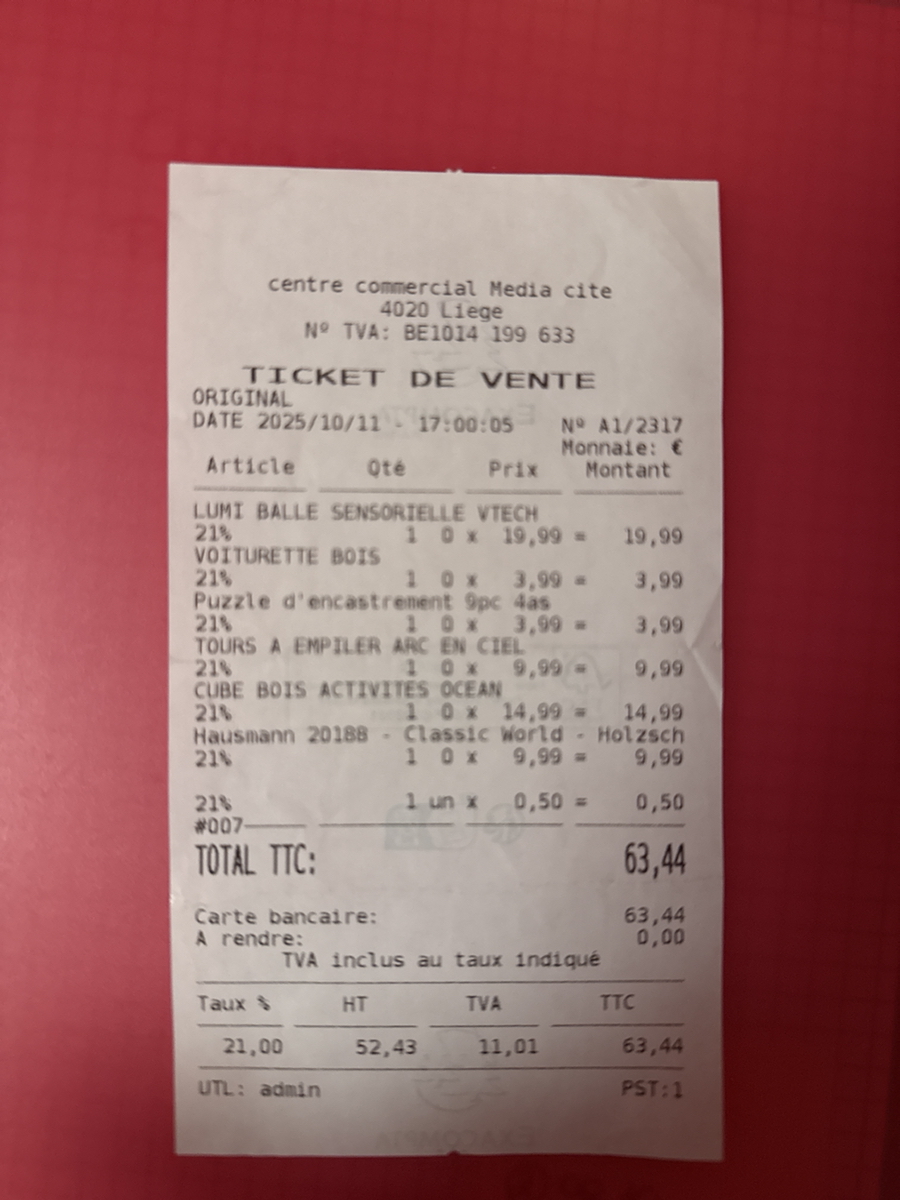 centre commercial Media cite
4020 Liege
Nº TVA: BE1014 199 633
TICKET DE VENTE
ORIGINAL
DATE 2025/10/11 - 17:00:05 Nº A1/2317
Monnaie: €
Article Qté Prix Montant
LUMI BALLE SENSORIELLE VTECH
21% 1 0 x 19,99 = 19,99
VOITURETTE BOIS
21% 1 0 x 3,99 = 3,99
Puzzle d'encastrement 9pc 4as
21% 1 0 x 3,99 = 3,99
TOURS A EMPILER ARC EN CIEL
21% 1 0 x 9,99 = 9,99
CUBE BOIS ACTIVITES OCEAN
21% 1 0 x 14,99 = 14,99
Hausmann 20188 - Classic World - Holzsch
21% 1 0 x 9,99 = 9,99
21% 1 un x 0,50 = 0,50
#007
TOTAL TTC: 63,44
Carte bancaire: 63,44
A rendre: 0,00
TVA inclus au taux indiqué
Taux % HT TVA TTC
21,00 52,43 11,01 63,44
UTL: admin PST:1